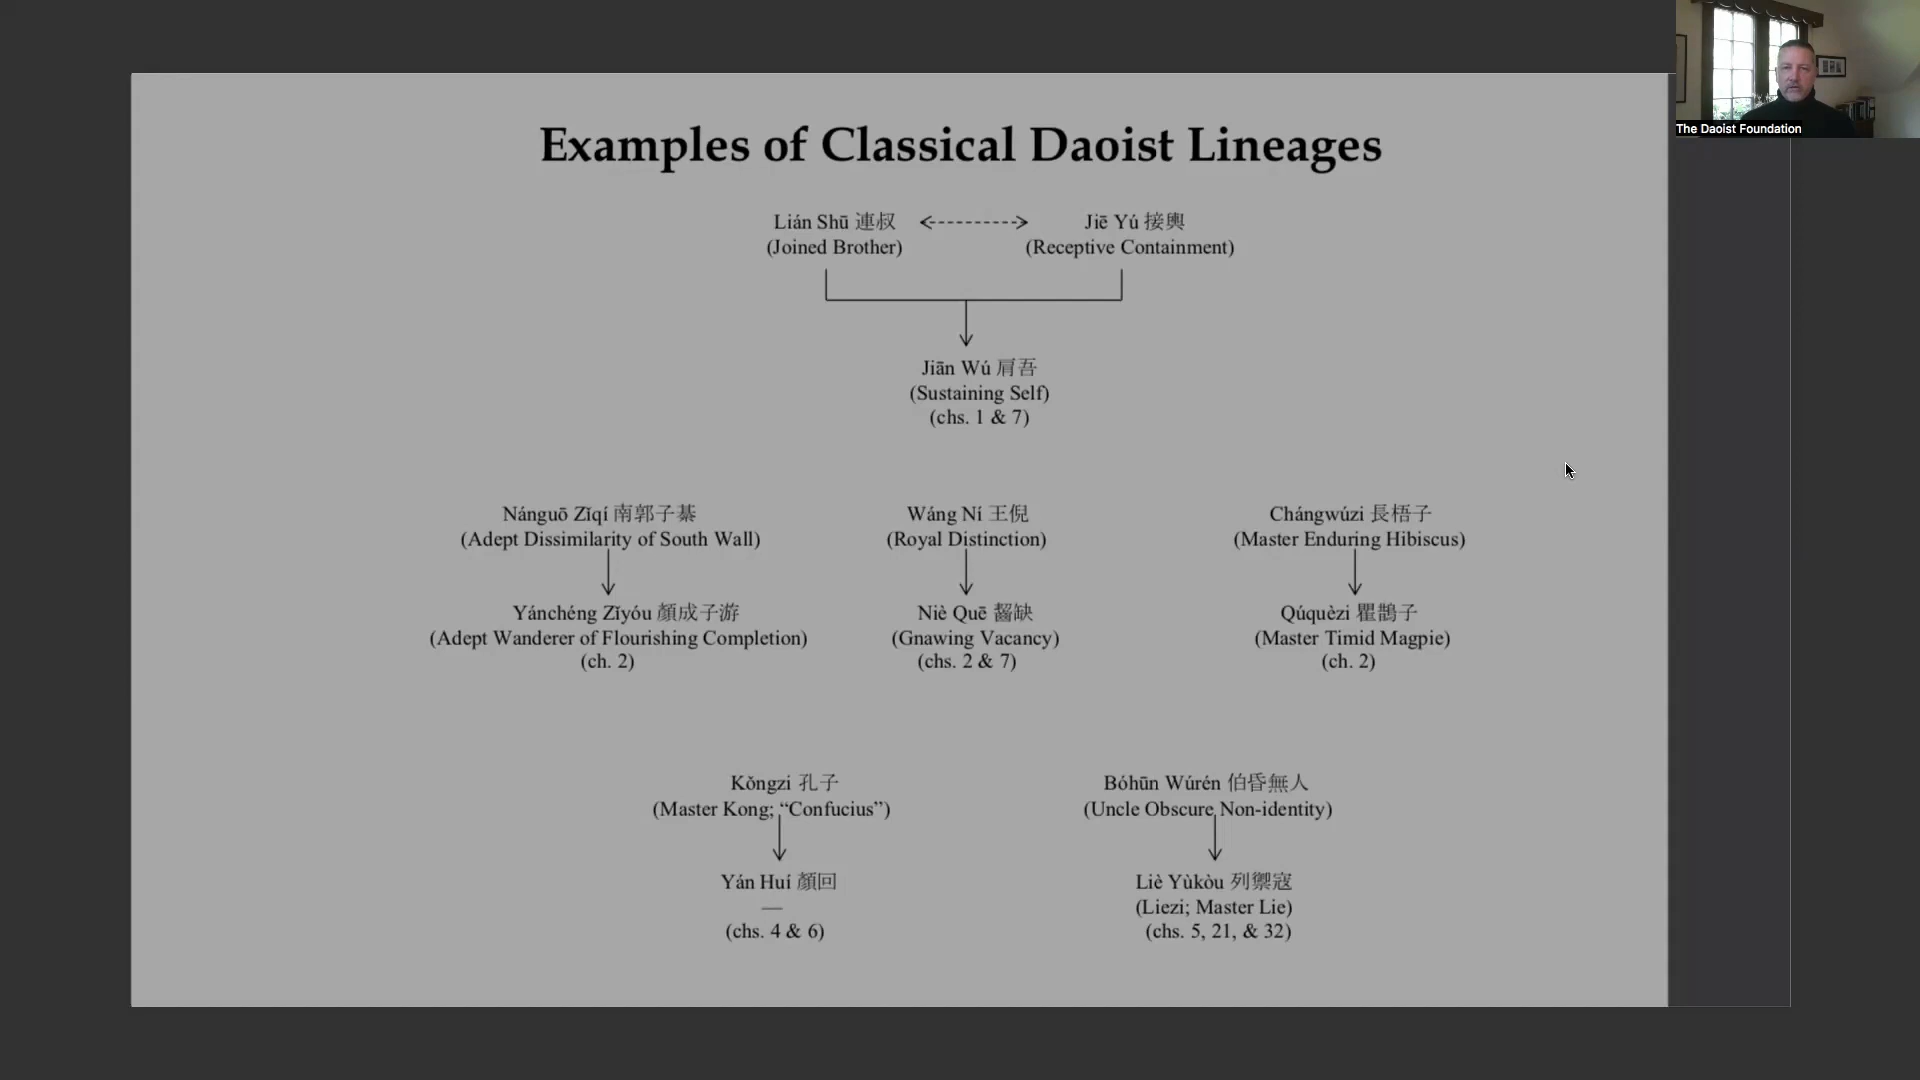 The Daoist Foundation
Examples of Classical Daoist Lineages
Lián Shū 連叔
(Joined Brother)
Jiē Yú 接輿
(Receptive Containment)
Jiān Wú 肩吾
(Sustaining Self)
(chs. 1 & 7)
Nánguō Zǐqí 南郭子綦
(Adept Dissimilarity of South Wall)
Yánchéng Zǐyóu 顏成子游
(Adept Wanderer of Flourishing Completion)
(ch. 2)
Wáng Ní 王倪
(Royal Distinction)
Niè Quē 齧缺
(Gnawing Vacancy)
(chs. 2 & 7)
Chángwúzi 長梧子
(Master Enduring Hibiscus)
Qúquèzi 瞿鵲子
(Master Timid Magpie)
(ch. 2)
Kǒngzi 孔子
(Master Kong; “Confucius”)
Yán Huí 顏回
—
(chs. 4 & 6)
Bóhūn Wúrén 伯昏無人
(Uncle Obscure Non-identity)
Liè Yùkòu 列禦寇
(Liezi; Master Lie)
(chs. 5, 21, & 32)